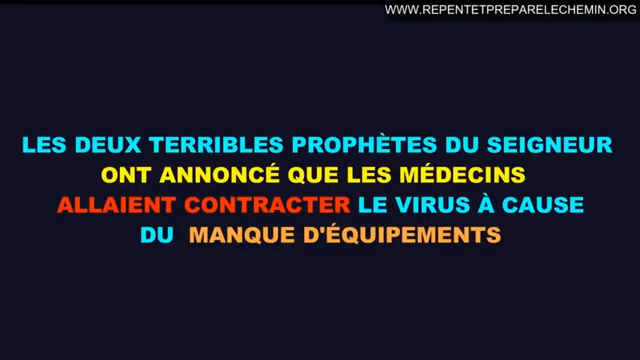 WWW.REPENTETPREPARELECHEMIN.ORG
LES DEUX TERRIBLES PROPHÈTES DU SEIGNEUR
ONT ANNONCÉ QUE LES MÉDECINS
ALLAIENT CONTRACTER LE VIRUS À CAUSE
DU MANQUE D'ÉQUIPEMENTS